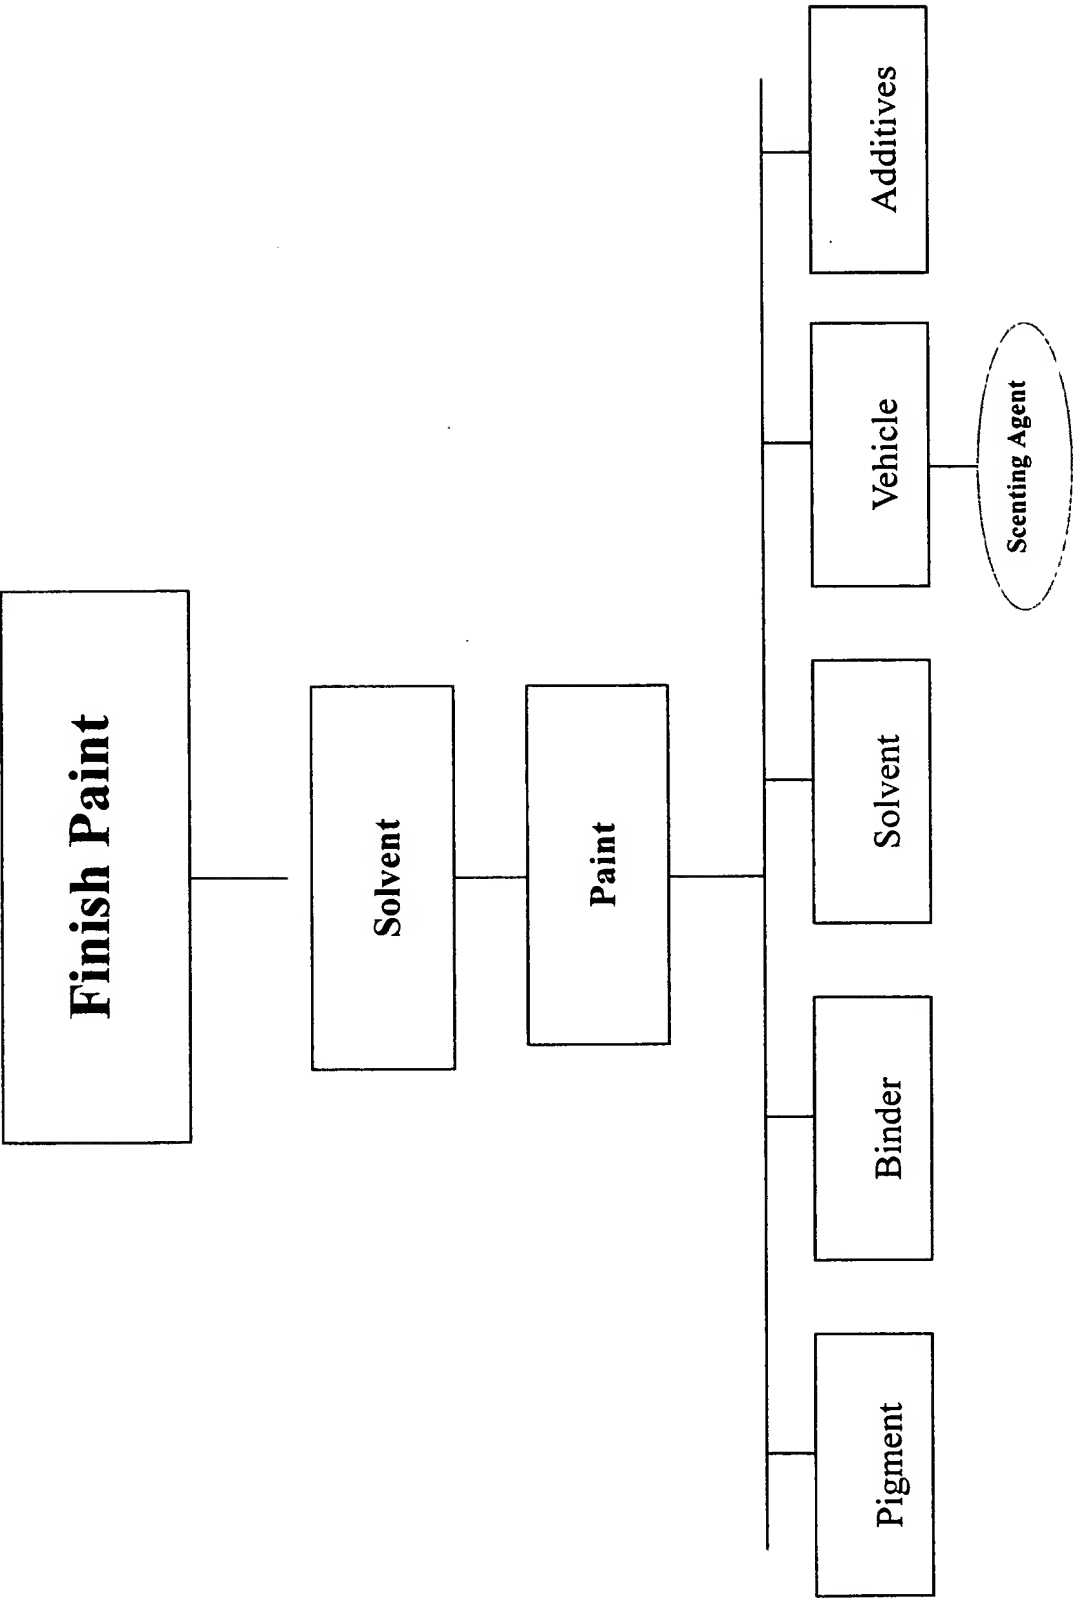 Finish Paint
Solvent
Paint
Pigment
Binder
Solvent
Vehicle
Additives
Scenting Agent